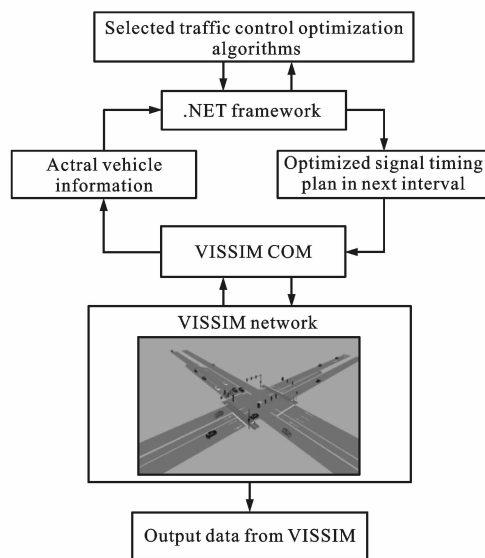 Selected traffic control optimization
algorithms
.NET framework
Actral vehicle
information
Optimized signal timing
plan in next interval
VISSIM COM
VISSIM network
Output data from VISSIM